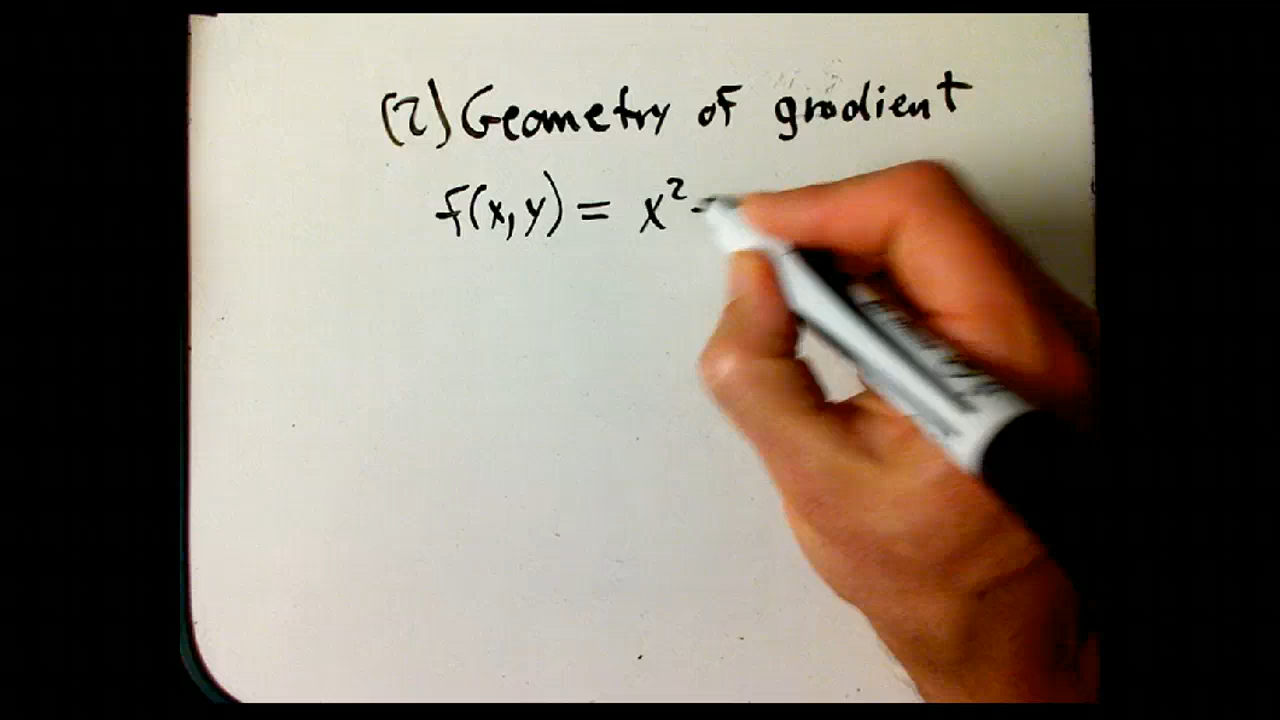 (2) Geometry of gradient
f(x,y) = x²